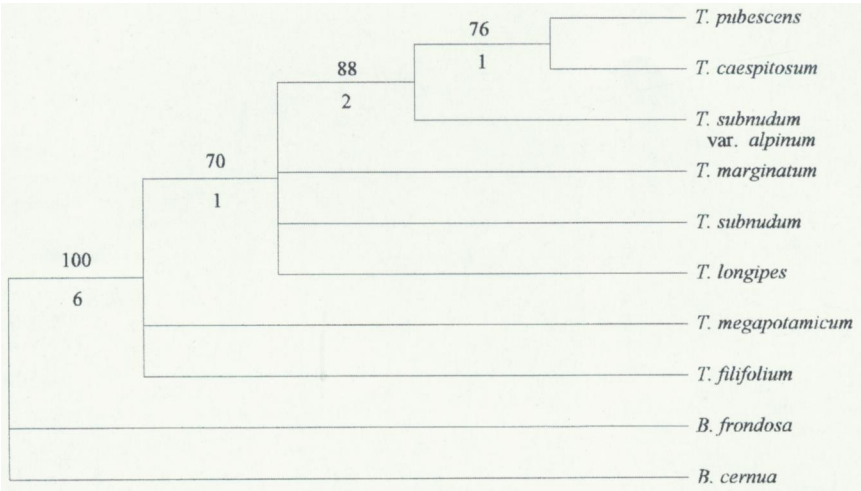 76
T. pubescens
1
T. caespitosum
88
2
T. subnudum
var. alpinum
70
1
T. marginatum
T. subnudum
T. longipes
100
6
T. megapotamicum
T. filifolium
B. frondosa
B. cernua